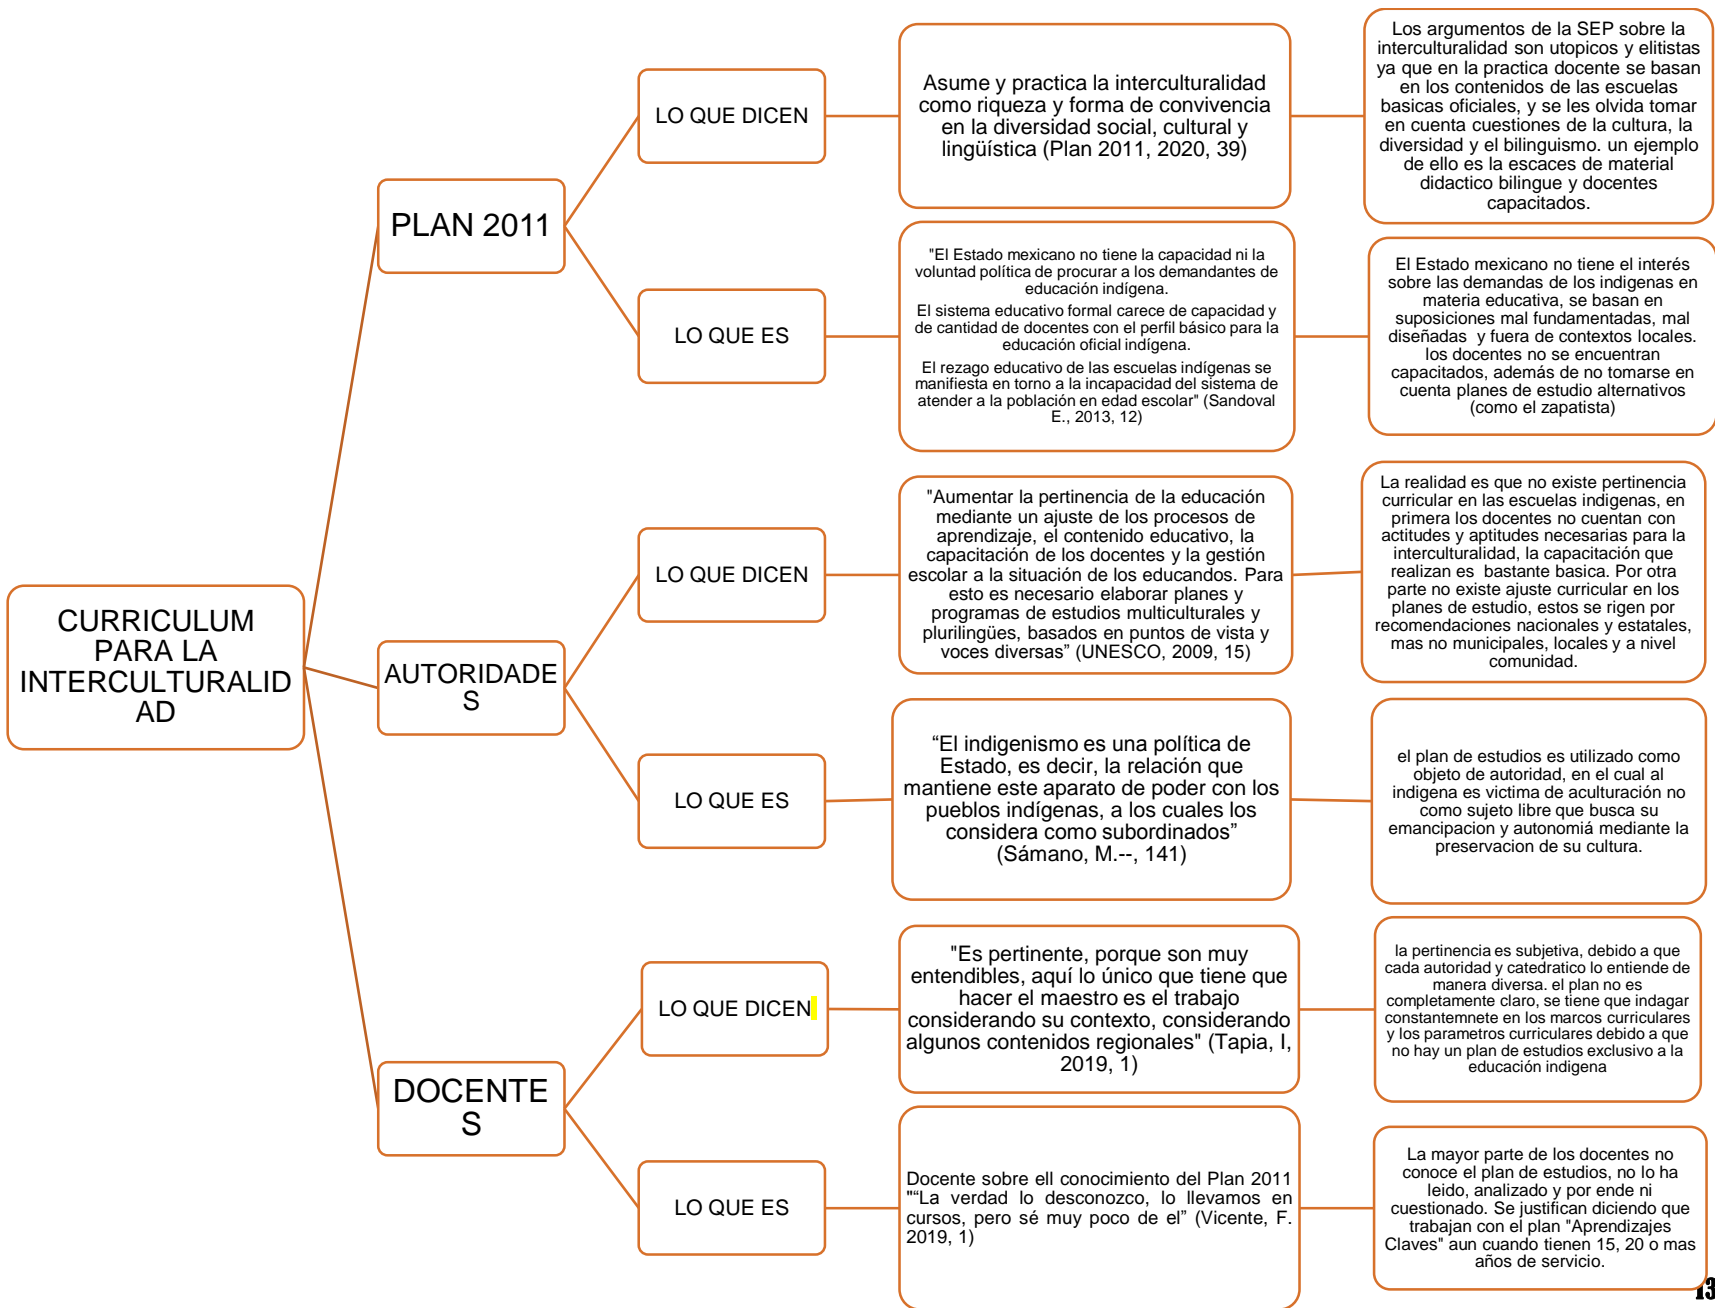 CURRICULUM
PARA LA
INTERCULTURALID
AD
PLAN 2011
LO QUE DICEN
Asume y practica la interculturalidad
como riqueza y forma de convivencia
en la diversidad social, cultural y
lingüística (Plan 2011, 2020, 39)
Los argumentos de la SEP sobre la
interculturalidad son utopicos y elitistas
ya que en la practica docente se basan
en los contenidos de las escuelas
basicas oficiales, y se les olvida tomar
en cuenta cuestiones de la cultura, la
diversidad y el bilinguismo. un ejemplo
de ello es la escaces de material
didactico bilingue y docentes
capacitados.
LO QUE ES
"El Estado mexicano no tiene la capacidad ni la
voluntad política de procurar a los demandantes de
educación indígena.
El sistema educativo formal carece de capacidad y
de cantidad de docentes con el perfil básico para la
educación oficial indígena.
El rezago educativo de las escuelas indígenas se
manifiesta en torno a la incapacidad del sistema de
atender a la población en edad escolar" (Sandoval
E., 2013, 12)
El Estado mexicano no tiene el interés
sobre las demandas de los indigenas en
materia educativa, se basan en
suposiciones mal fundamentadas, mal
diseñadas y fuera de contextos locales.
los docentes no se encuentran
capacitados, además de no tomarse en
cuenta planes de estudio alternativos
(como el zapatista)
AUTORIDADE
S
LO QUE DICEN
"Aumentar la pertinencia de la educación
mediante un ajuste de los procesos de
aprendizaje, el contenido educativo, la
capacitación de los docentes y la gestión
escolar a la situación de los educandos. Para
esto es necesario elaborar planes y
programas de estudios multiculturales y
plurilingües, basados en puntos de vista y
voces diversas” (UNESCO, 2009, 15)
La realidad es que no existe pertinencia
curricular en las escuelas indigenas, en
primera los docentes no cuentan con
actitudes y aptitudes necesarias para la
interculturalidad, la capacitación que
realizan es bastante basica. Por otra
parte no existe ajuste curricular en los
planes de estudio, estos se rigen por
recomendaciones nacionales y estatales,
mas no municipales, locales y a nivel
comunidad.
LO QUE ES
“El indigenismo es una política de
Estado, es decir, la relación que
mantiene este aparato de poder con los
pueblos indígenas, a los cuales los
considera como subordinados”
(Sámano, M.--, 141)
el plan de estudios es utilizado como
objeto de autoridad, en el cual al
indigena es victima de aculturación no
como sujeto libre que busca su
emancipacion y autonomiá mediante la
preservacion de su cultura.
DOCENTE
S
LO QUE DICEN
"Es pertinente, porque son muy
entendibles, aquí lo único que tiene que
hacer el maestro es el trabajo
considerando su contexto, considerando
algunos contenidos regionales" (Tapia, I,
2019, 1)
la pertinencia es subjetiva, debido a que
cada autoridad y catedratico lo entiende de
manera diversa. el plan no es
completamente claro, se tiene que indagar
constantemnete en los marcos curriculares
y los parametros curriculares debido a que
no hay un plan de estudios exclusivo a la
educación indigena
LO QUE ES
Docente sobre ell conocimiento del Plan 2011
"“La verdad lo desconozco, lo llevamos en
cursos, pero sé muy poco de el” (Vicente, F.
2019, 1)
La mayor parte de los docentes no
conoce el plan de estudios, no lo ha
leido, analizado y por ende ni
cuestionado. Se justifican diciendo que
trabajan con el plan "Aprendizajes
Claves" aun cuando tienen 15, 20 o mas
años de servicio.
13